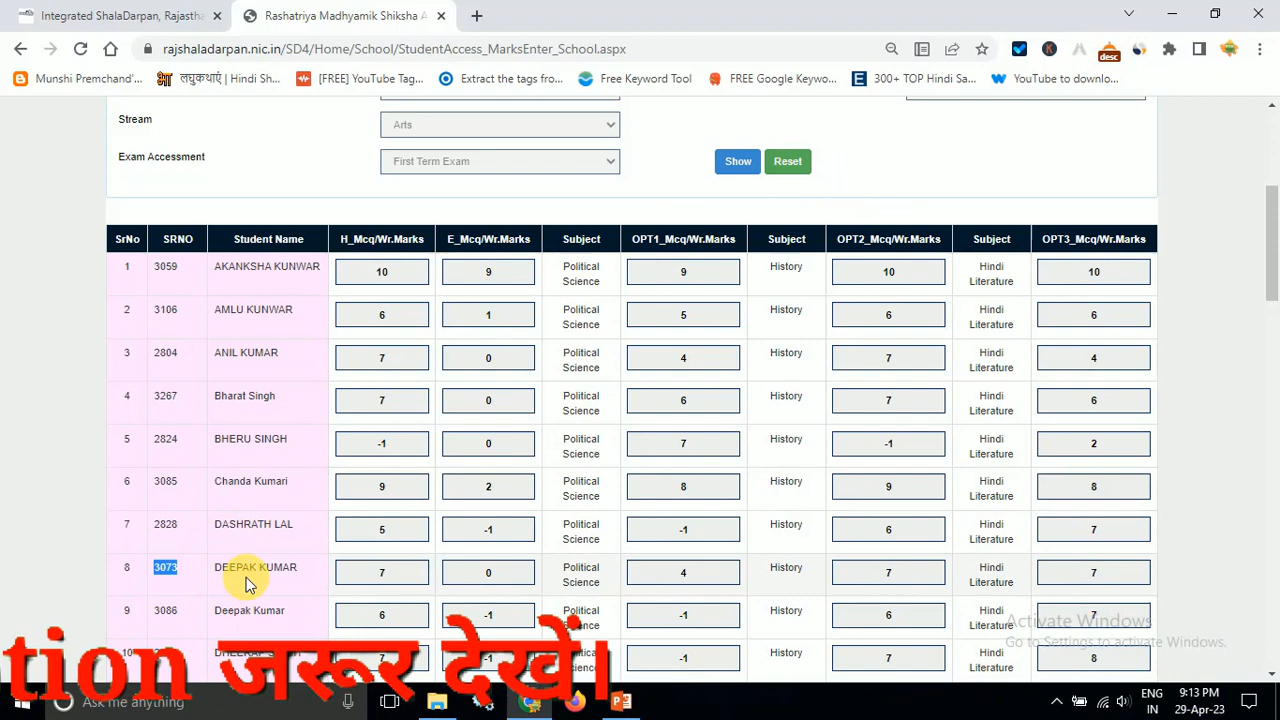 Integrated ShalaDarpan, Rajastha
Rashatriya Madhyamik Shiksha A
rajshaladarpan.nic.in/SD4/Home/School/StudentAccess_MarksEnter_School.aspx
desc
Munshi Premchand'... लघुकथाएं | Hindi Sh... [FREE] YouTube Tag... Extract the tags fro... Free Keyword Tool FREE Google Keywo... 300+ TOP Hindi Sa... YouTube to downlo...
Stream Arts
Exam Accessment First Term Exam Show Reset
SrNo SRNO Student Name H_Mcq/Wr.Marks E_Mcq/Wr.Marks Subject OPT1_Mcq/Wr.Marks Subject OPT2_Mcq/Wr.Marks Subject OPT3_Mcq/Wr.Marks
1 3059 AKANKSHA KUNWAR 10 9 Political Science 9 History 10 Hindi Literature 10
2 3106 AMLU KUNWAR 6 1 Political Science 5 History 6 Hindi Literature 6
3 2804 ANIL KUMAR 7 0 Political Science 4 History 7 Hindi Literature 4
4 3267 Bharat Singh 7 0 Political Science 6 History 7 Hindi Literature 6
5 2824 BHERU SINGH -1 0 Political Science 7 History -1 Hindi Literature 2
6 3085 Chanda Kumari 9 2 Political Science 8 History 9 Hindi Literature 8
7 2828 DASHRATH LAL 5 -1 Political Science -1 History 6 Hindi Literature 7
8 3073 DEEPAK KUMAR 7 0 Political Science 4 History 7 Hindi Literature 7
9 3086 Deepak Kumar 6 -1 Political Science -1 History 6 Hindi Literature 7
10 7 -1 Political Science -1 History 7 Hindi Literature 8
Activate Windows
Go to Settings to activate Windows.
tion जरूर देखें।
Ask me anything
ENG
IN
9:13 PM
29-Apr-23